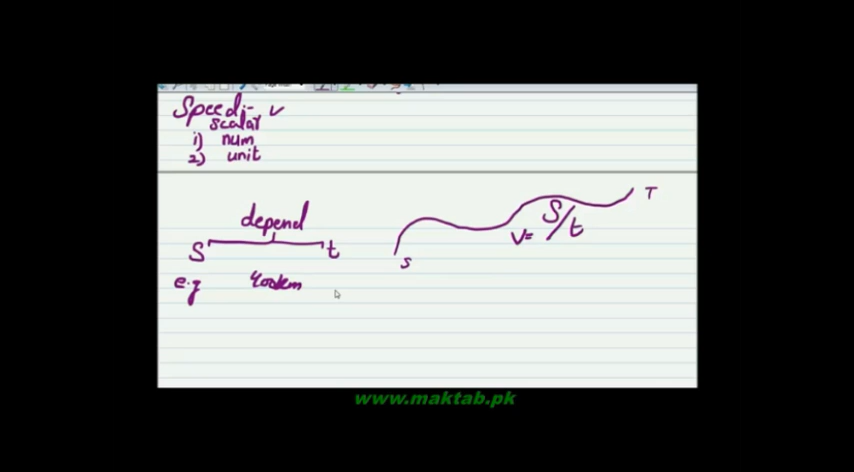 Speed:- v
scalar
1) num
2) unit
depend
S t
e.g 400km
S T
v= S/t
www.maktab.pk